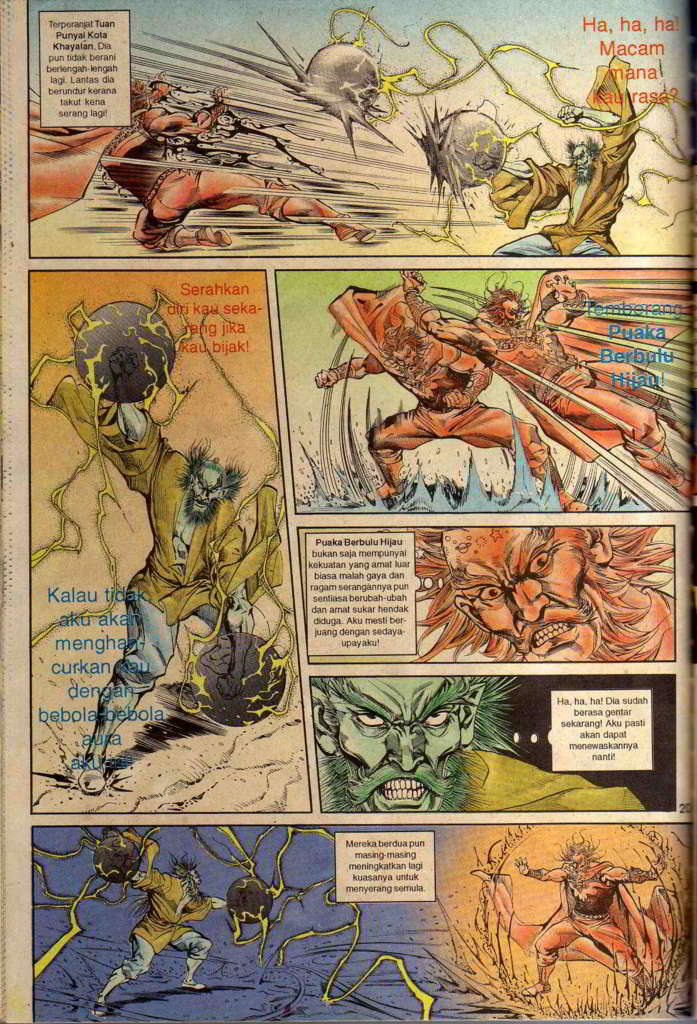 Terperanjat Tuan
Punyai Kota
Khayalan. Dia
pun tidak berani
berlengah-lengah
lagi. Lantas dia
berundur kerana
takut kena
serang lagi!
Ha, ha, ha!
Macam
mana
kau rasa?
Serahkan
diri kau seka-
rang jika
kau bijak!
Temberang
Puaka
Berbulu
Hijau!
Kalau tidak
aku akan
menghan-
curkan kau
dengan
bebola-bebola
aura
Puaka Berbulu Hijau
bukan saja mempunyai
kekuatan yang amat luar
biasa malah gaya dan
ragam serangannya pun
sentiasa berubah-ubah
dan amat sukar hendak
diduga. Aku mesti ber-
juang dengan sedaya-
upayaku!
Ha, ha, ha! Dia sudah
berasa gentar
sekarang! Aku pasti
akan dapat
menewaskannya
nanti!
Mereka berdua pun
masing-masing
meningkatkan lagi
kuasanya untuk
menyerang semula.